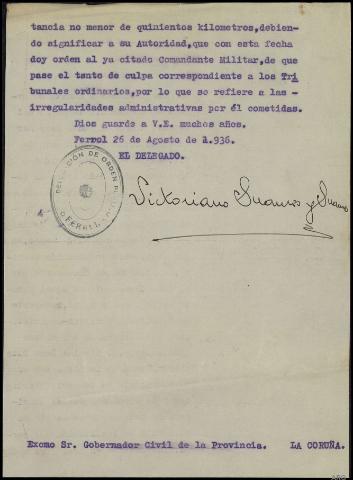 tancia no menor de quinientos kilometros,debien-
do significar a su Autoridad,que con esta fecha
doy orden al ya citado Comandante Militar,de que
pase el tanto de culpa correspondiente a los Tri
bunales ordinarios,por lo que se refiere a las -
irregularidades administrativas por él cometidas.
Dios guarde a V.E. muchos años.
Ferrol 26 de Agosto de 1.936.
EL DELEGADO.
DELEGACIÓN DE ORDEN
FERROL
Victoriano Suances y Suances
Excmo Sr. Gobernador Civil de la Provincia. LA CORUÑA.